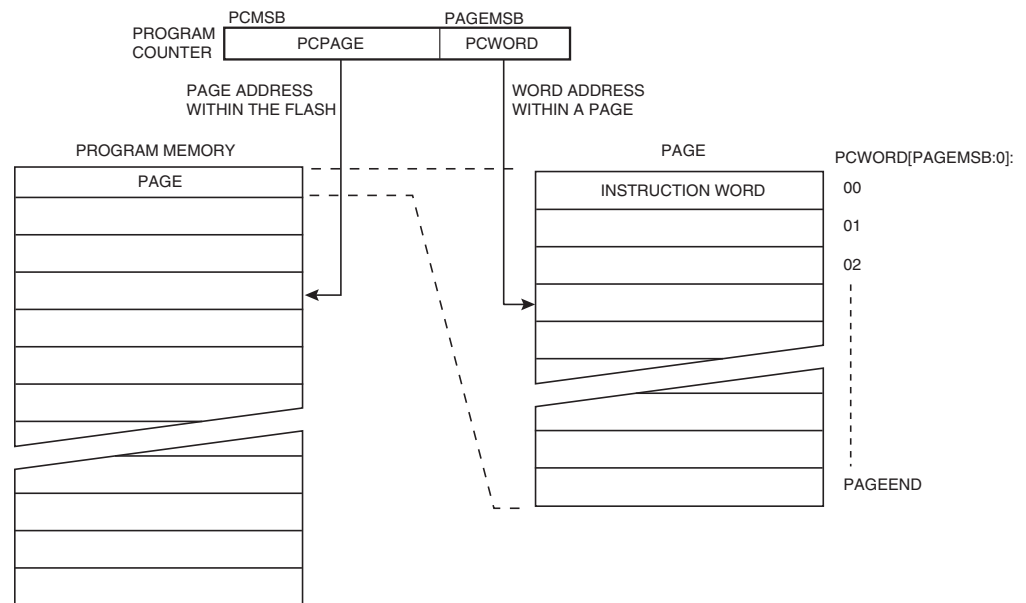 PCMSB
PAGEMSB
PROGRAM
COUNTER
PCPAGE
PCWORD
PAGE ADDRESS
WITHIN THE FLASH
WORD ADDRESS
WITHIN A PAGE
PROGRAM MEMORY
PAGE
PAGE
PCWORD[PAGEMSB:0]:
INSTRUCTION WORD
00
01
02
PAGEEND